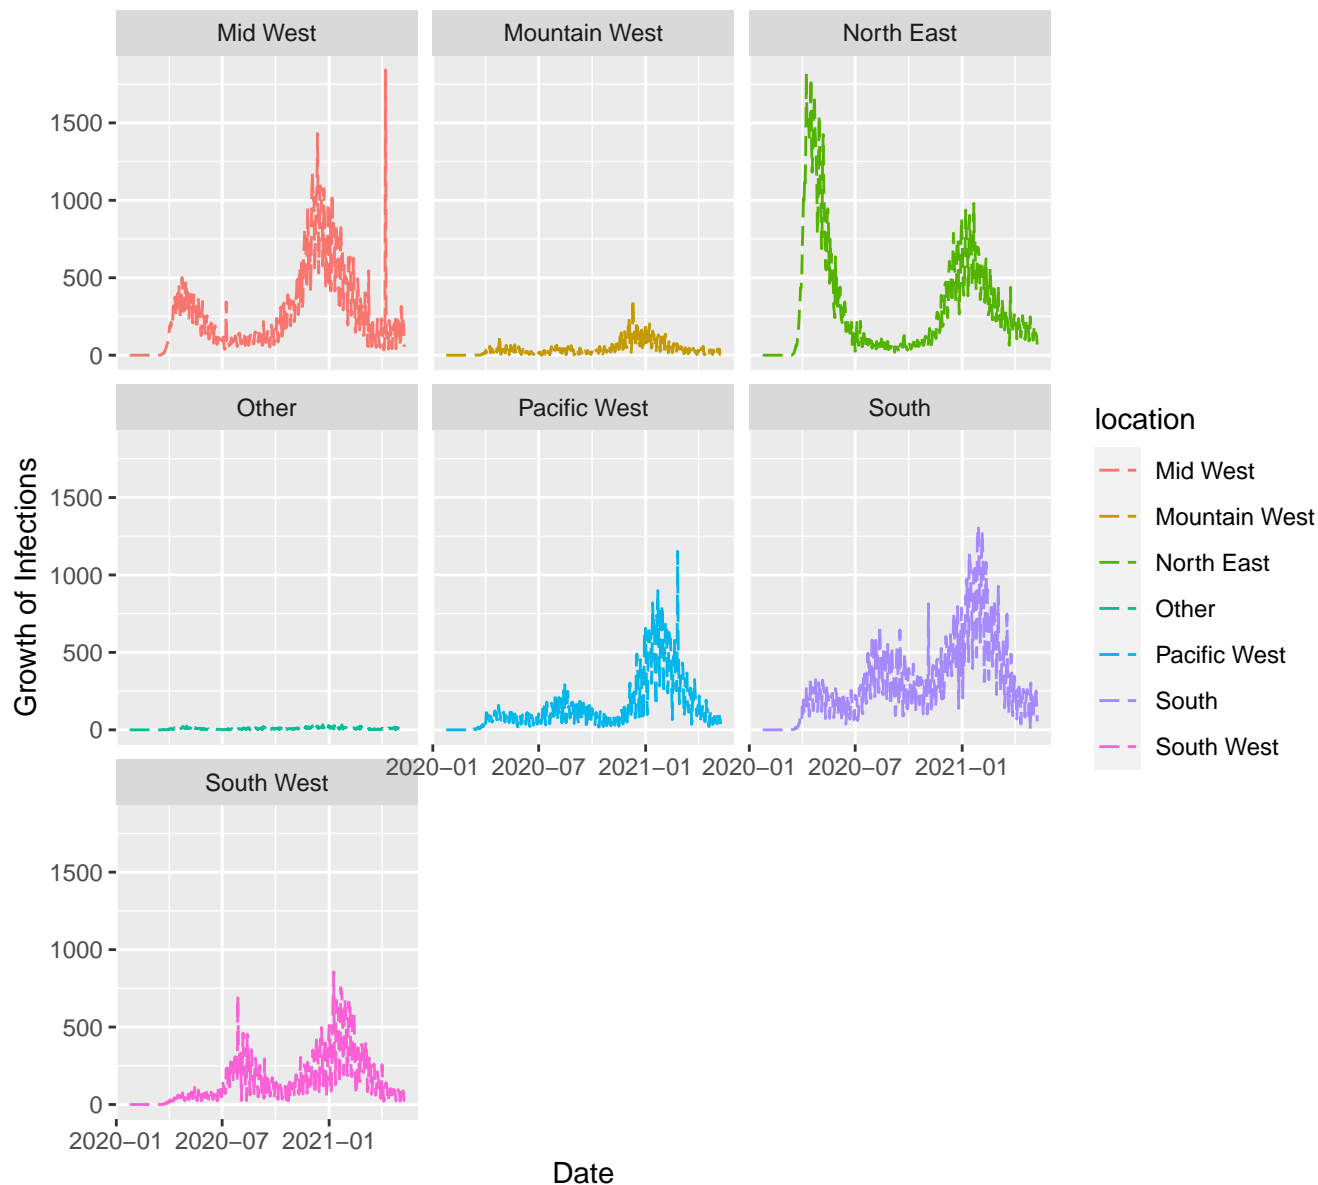 Mid West
Mountain West
North East
1500
1000
500
0
Other
Pacific West
South
1500
1000
500
0
2020−01
2020−07
2021−01
2020−01
2020−07
2021−01
South West
1500
1000
500
0
2020−01
2020−07
2021−01
Date
Growth of Infections
location
Mid West
Mountain West
North East
Other
Pacific West
South
South West